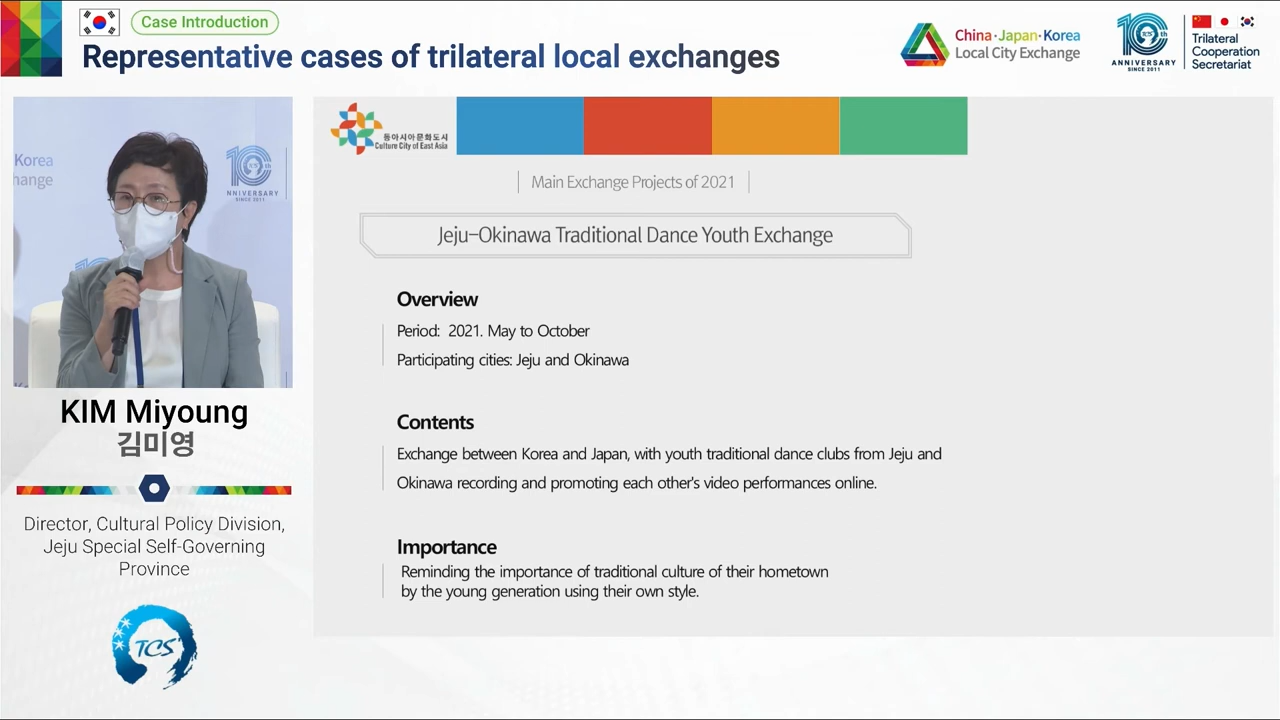 Case Introduction
Representative cases of trilateral local exchanges
China·Japan·Korea
Local City Exchange
10th
TCS
ANNIVERSARY
SINCE 2011
Trilateral
Cooperation
Secretariat
Korea
hange
10th
NNIVERSARY
SINCE 2011
KIM Miyoung
김미영
Director, Cultural Policy Division,
Jeju Special Self-Governing
Province
TCS
동아시아문화도시
Culture City of East Asia
Main Exchange Projects of 2021
Jeju-Okinawa Traditional Dance Youth Exchange
Overview
Period: 2021. May to October
Participating cities: Jeju and Okinawa
Contents
Exchange between Korea and Japan, with youth traditional dance clubs from Jeju and
Okinawa recording and promoting each other's video performances online.
Importance
Reminding the importance of traditional culture of their hometown
by the young generation using their own style.